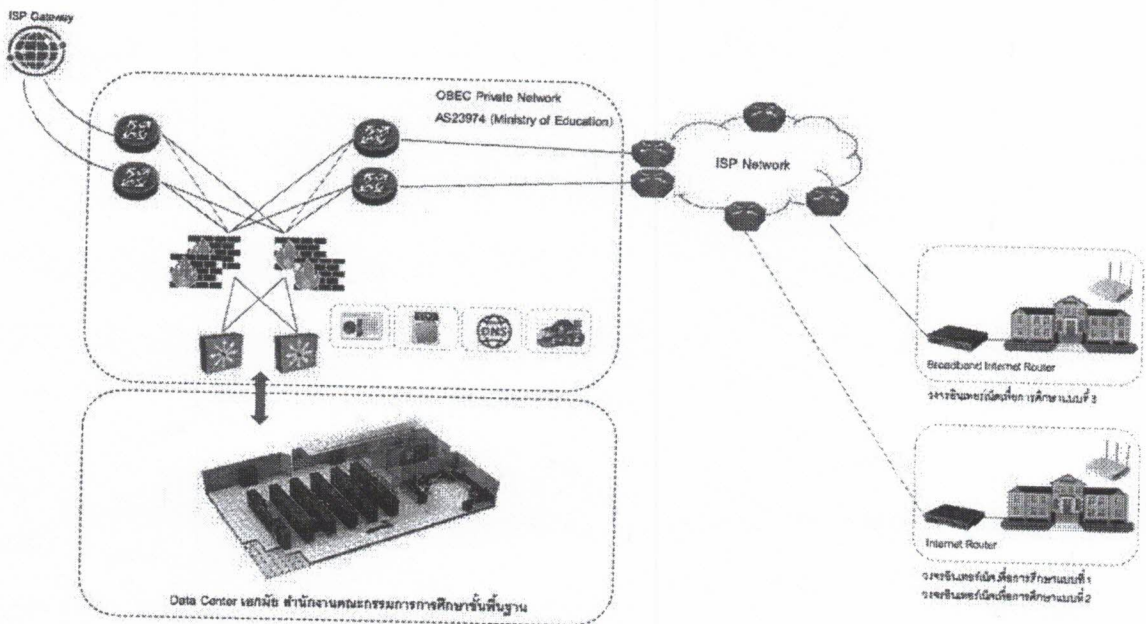 ISP Gateway
OBEC Private Network
AS23974 (Ministry of Education)
ISP Network
DNS
Broadband Internet Router
วงจรอินเทอร์เน็ตเพื่อการศึกษาแบบที่ 3
Internet Router
วงจรอินเทอร์เน็ตเพื่อการศึกษาแบบที่ 1
วงจรอินเทอร์เน็ตเพื่อการศึกษาแบบที่ 2
Data Center เอกมัย สำนักงานคณะกรรมการการศึกษาขั้นพื้นฐาน